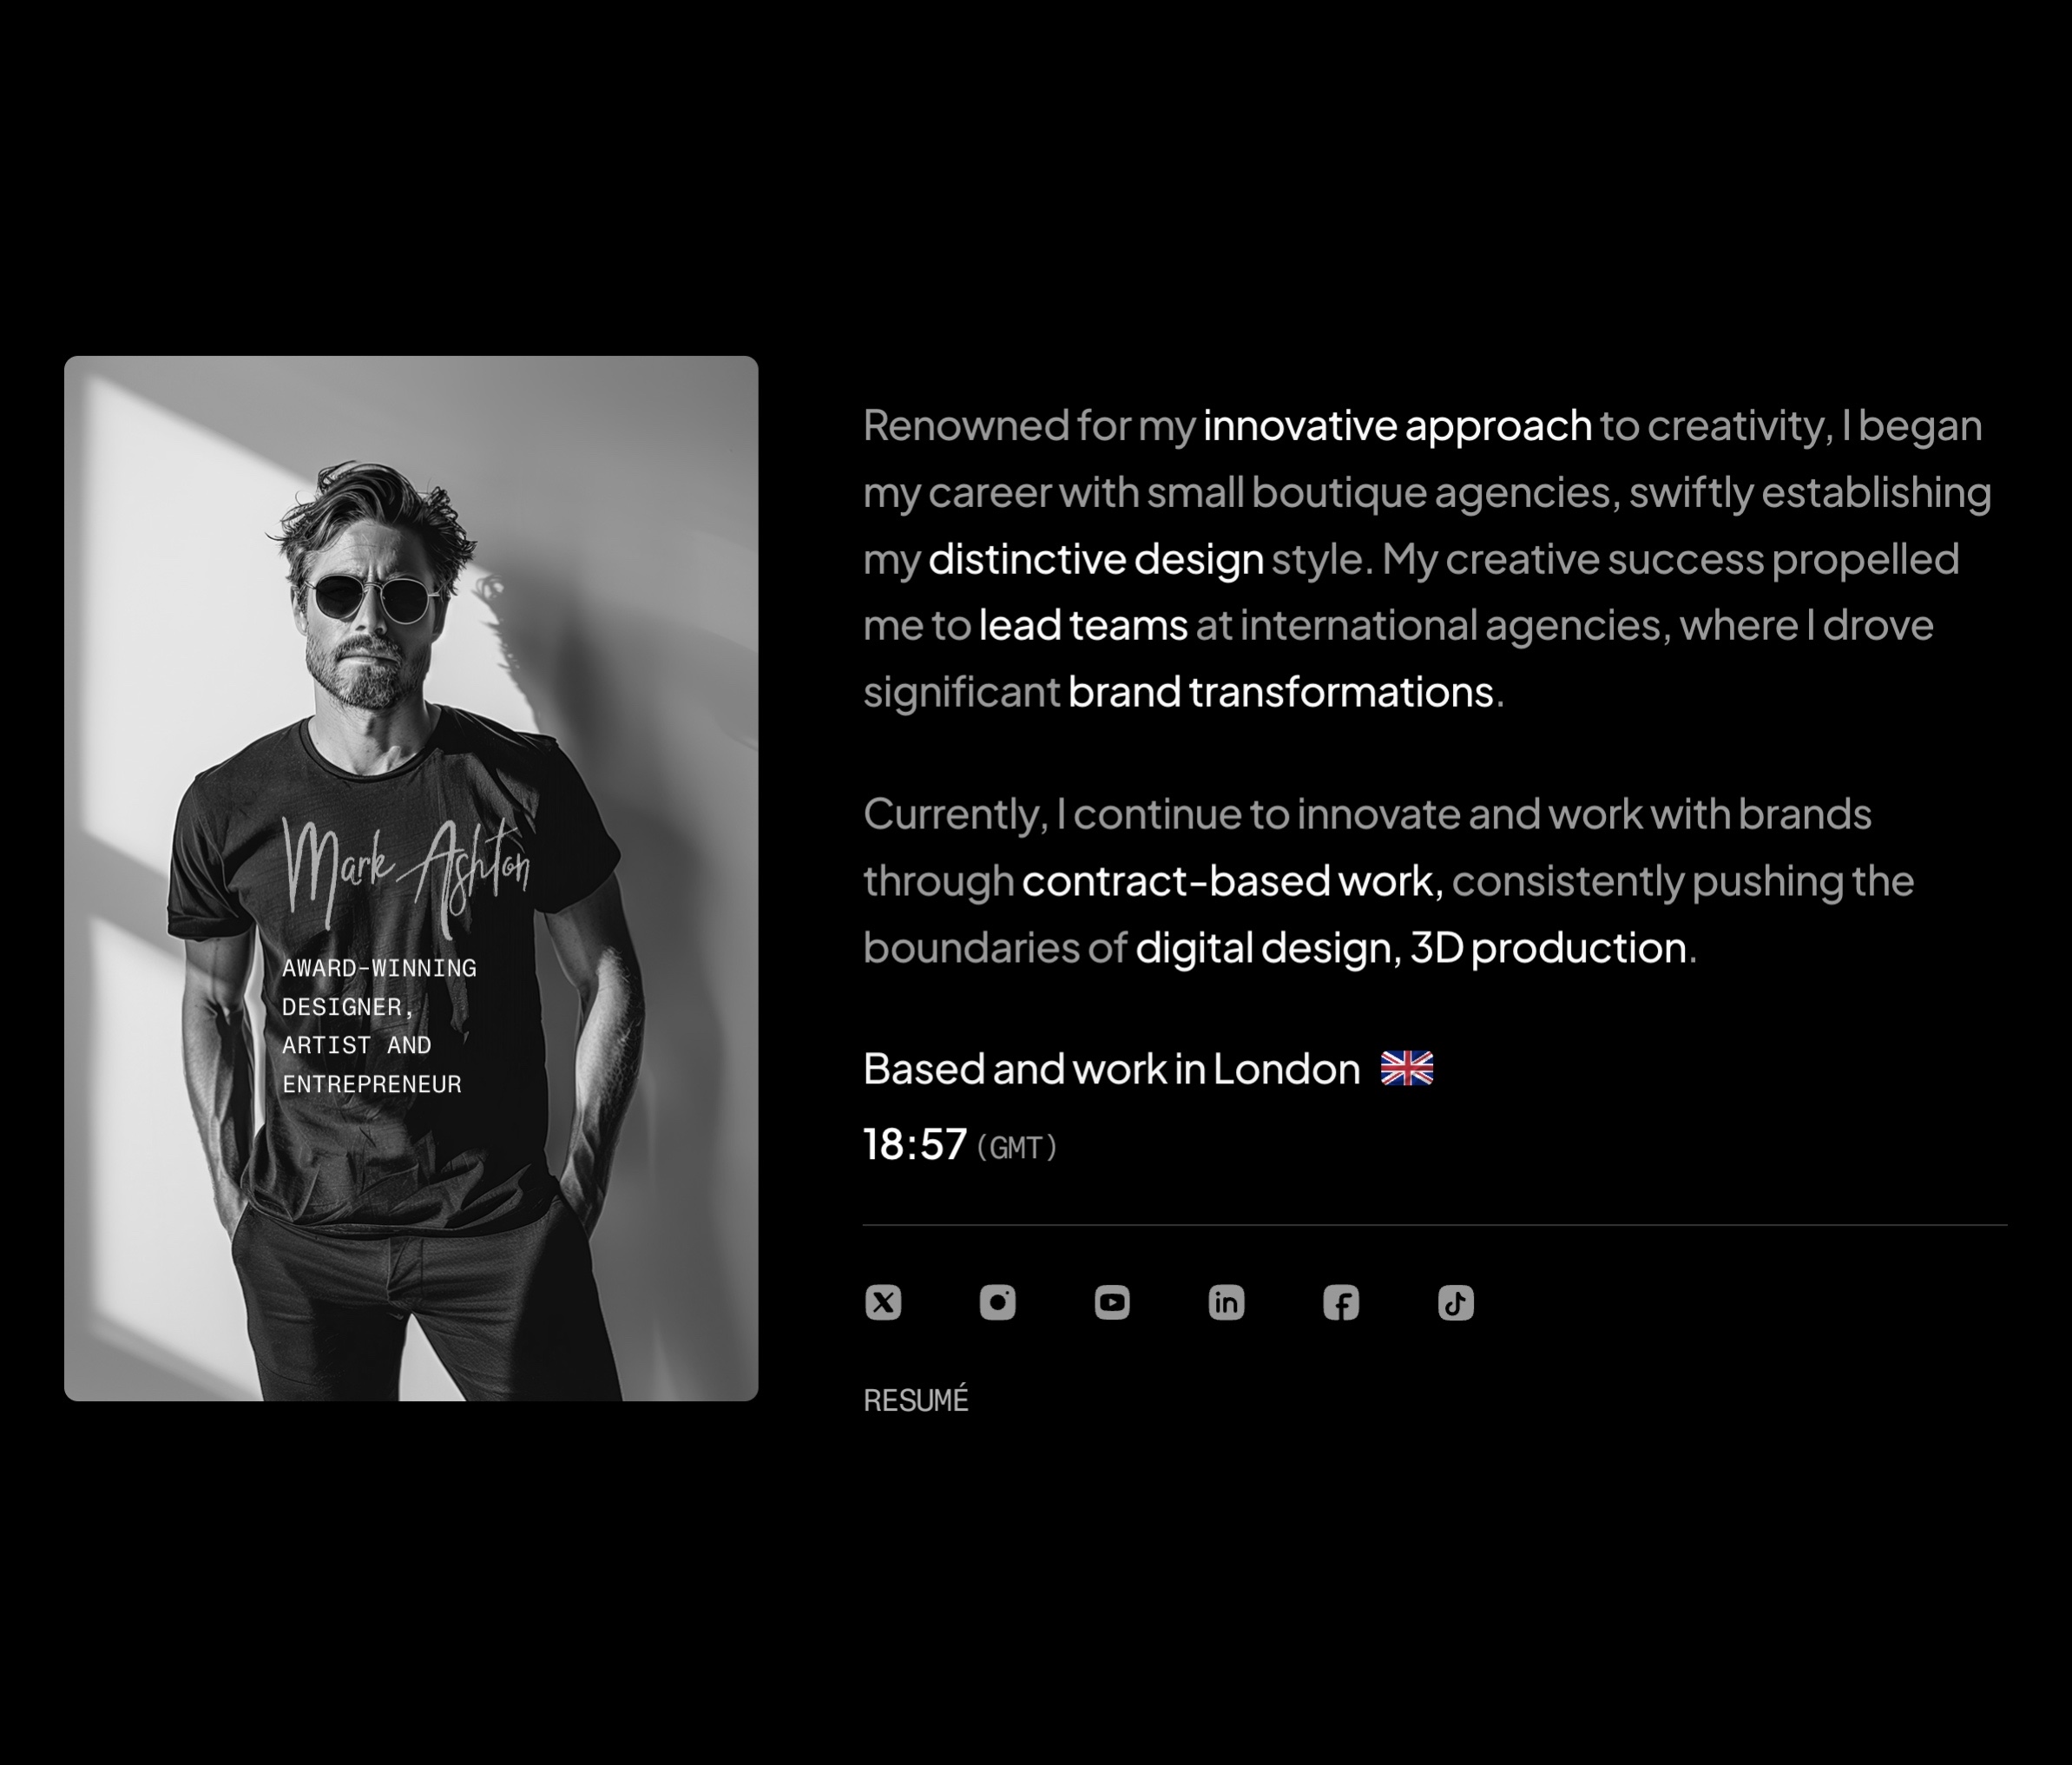 Mark Ashton
AWARD-WINNING
DESIGNER,
ARTIST AND
ENTREPRENEUR
Renowned for my innovative approach to creativity, I began
my career with small boutique agencies, swiftly establishing
my distinctive design style. My creative success propelled
me to lead teams at international agencies, where I drove
significant brand transformations.
Currently, I continue to innovate and work with brands
through contract-based work, consistently pushing the
boundaries of digital design, 3D production.
Based and work in London
18:57 (GMT)
RESUMÉ